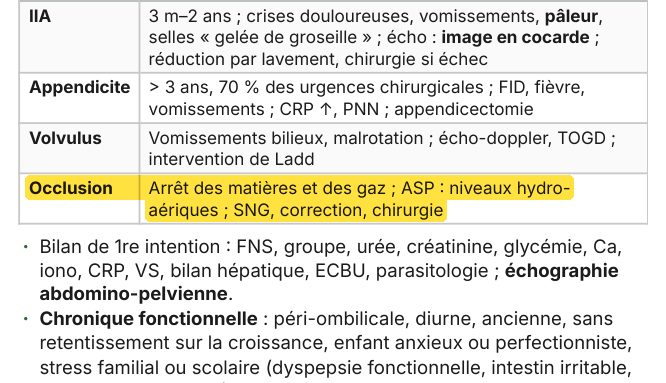 IIA
3 m–2 ans ; crises douloureuses, vomissements, pâleur,
selles « gelée de groseille » ; écho : image en cocarde ;
réduction par lavement, chirurgie si échec
Appendicite
> 3 ans, 70 % des urgences chirurgicales ; FID, fièvre,
vomissements ; CRP ↑, PNN ; appendicectomie
Volvulus
Vomissements bilieux, malrotation ; écho-doppler, TOGD ;
intervention de Ladd
Occlusion
Arrêt des matières et des gaz ; ASP : niveaux hydro-
aériques ; SNG, correction, chirurgie
• Bilan de 1re intention : FNS, groupe, urée, créatinine, glycémie, Ca,
iono, CRP, VS, bilan hépatique, ECBU, parasitologie ; échographie
abdomino-pelvienne.
• Chronique fonctionnelle : péri-ombilicale, diurne, ancienne, sans
retentissement sur la croissance, enfant anxieux ou perfectionniste,
stress familial ou scolaire (dyspepsie fonctionnelle, intestin irritable,